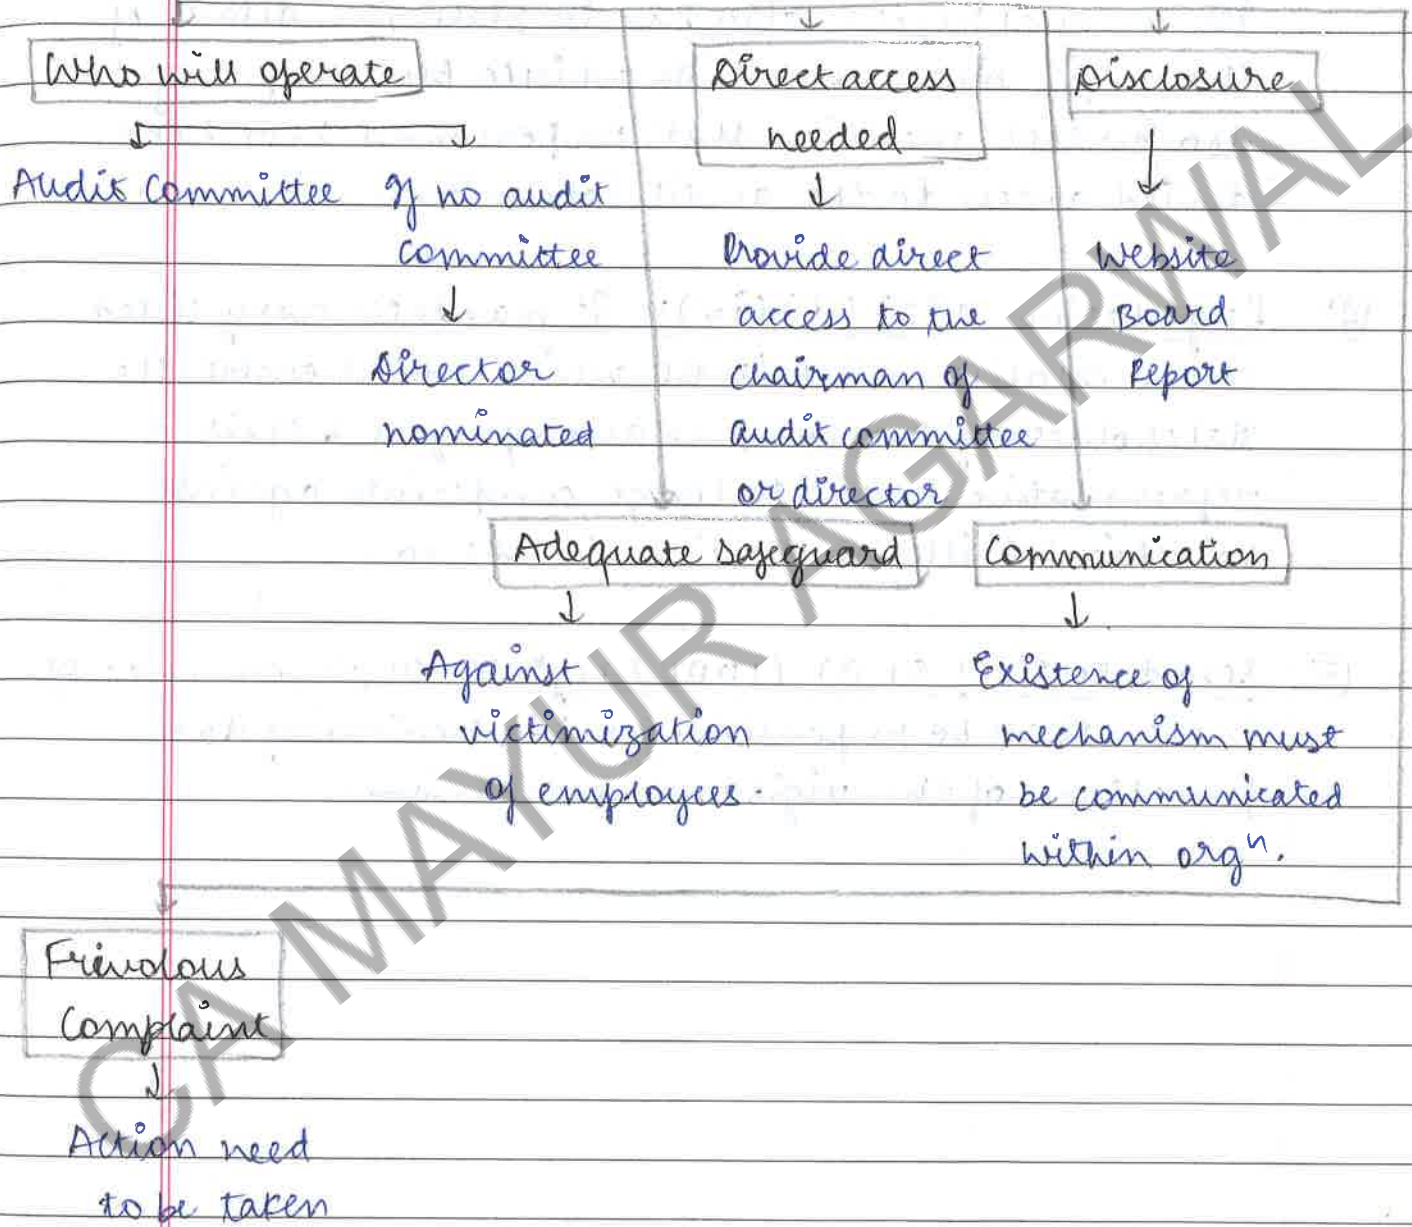 Who will operate
Audit Committee
If no audit
committee
Director
nominated
Direct access
needed
Provide direct
access to the
chairman of
audit committee
or director
Disclosure
Website
Board
Report
Adequate safeguard
Against
victimization
of employees.
Communication
Existence of
mechanism must
be communicated
within orgn.
Frivolous
Complaint
Action need
to be taken
CA MAYUR AGARWAL